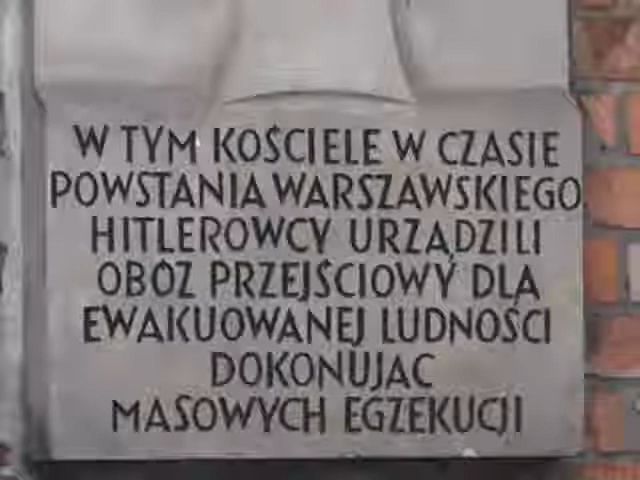 W TYM KOŚCIELE W CZASIE
POWSTANIA WARSZAWSKIEGO
HITLEROWCY URZĄDZILI
OBÓZ PRZEJŚCIOWY DLA
EWAKUOWANEJ LUDNOŚCI
DOKONUJĄC
MASOWYCH EGZEKUCJI